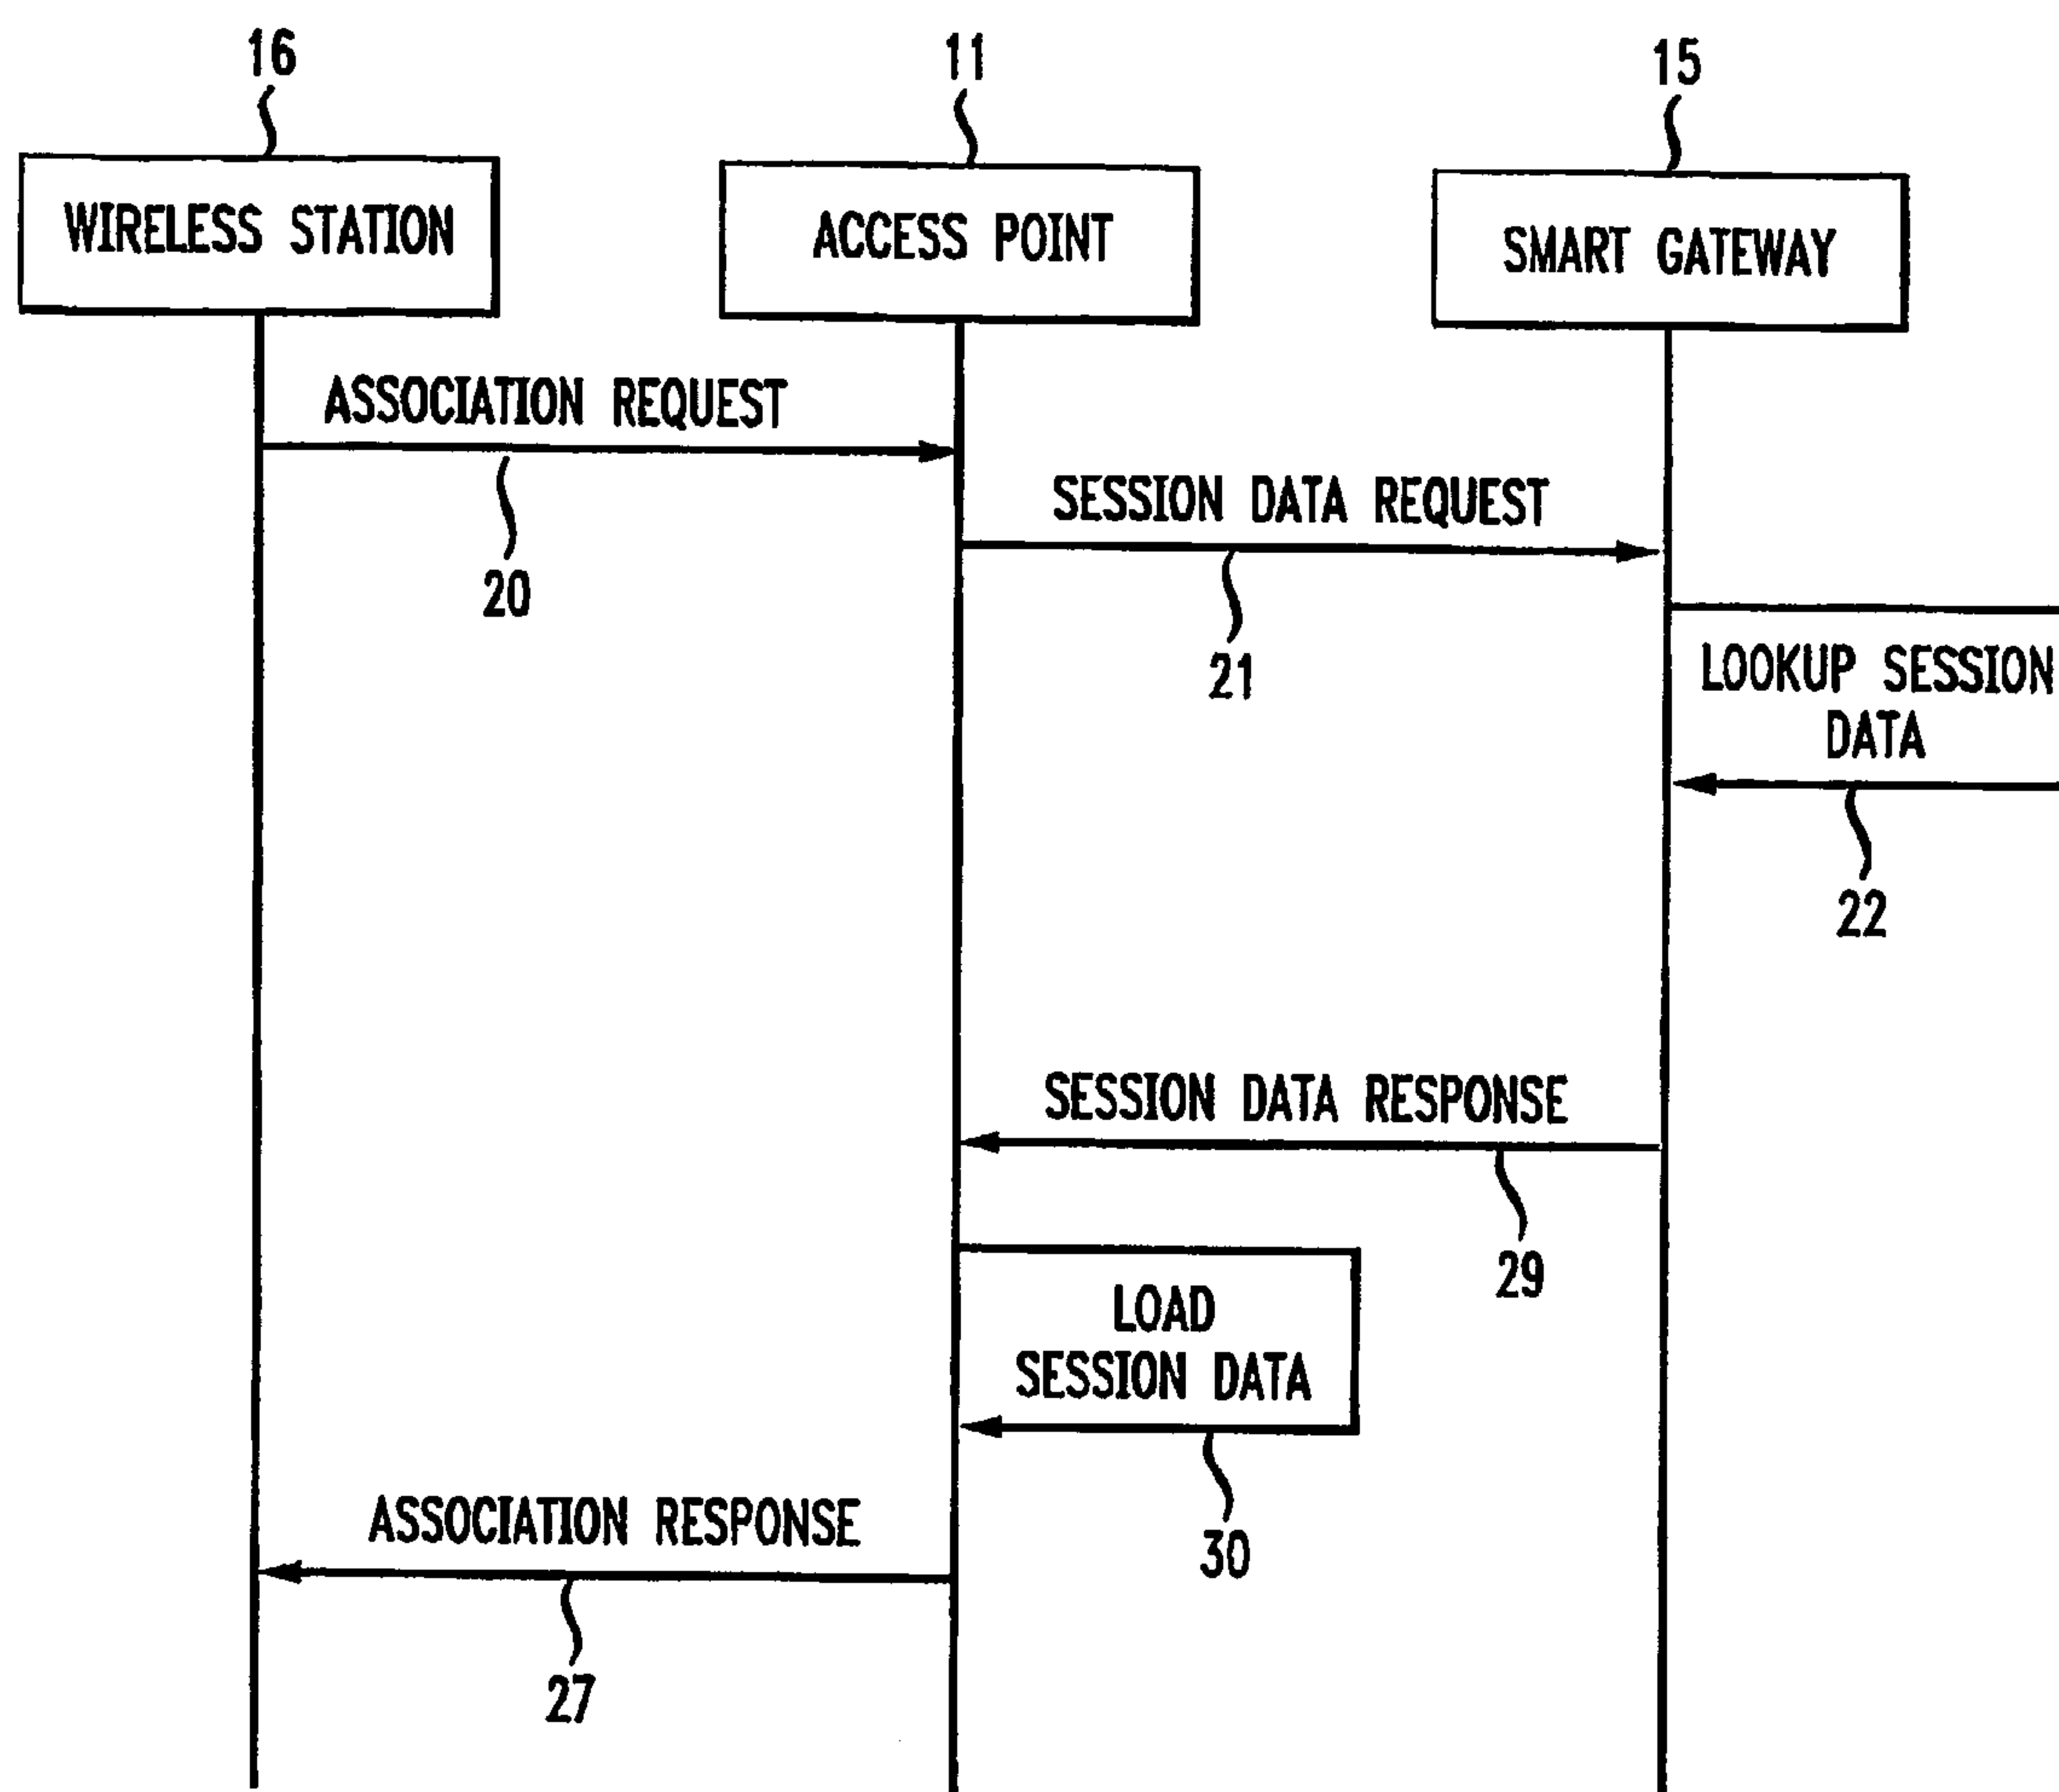 16
11
15
WIRELESS STATION
ACCESS POINT
SMART GATEWAY
ASSOCIATION REQUEST
20
SESSION DATA REQUEST
21
LOOKUP SESSION
DATA
22
SESSION DATA RESPONSE
29
LOAD
SESSION DATA
30
ASSOCIATION RESPONSE
27